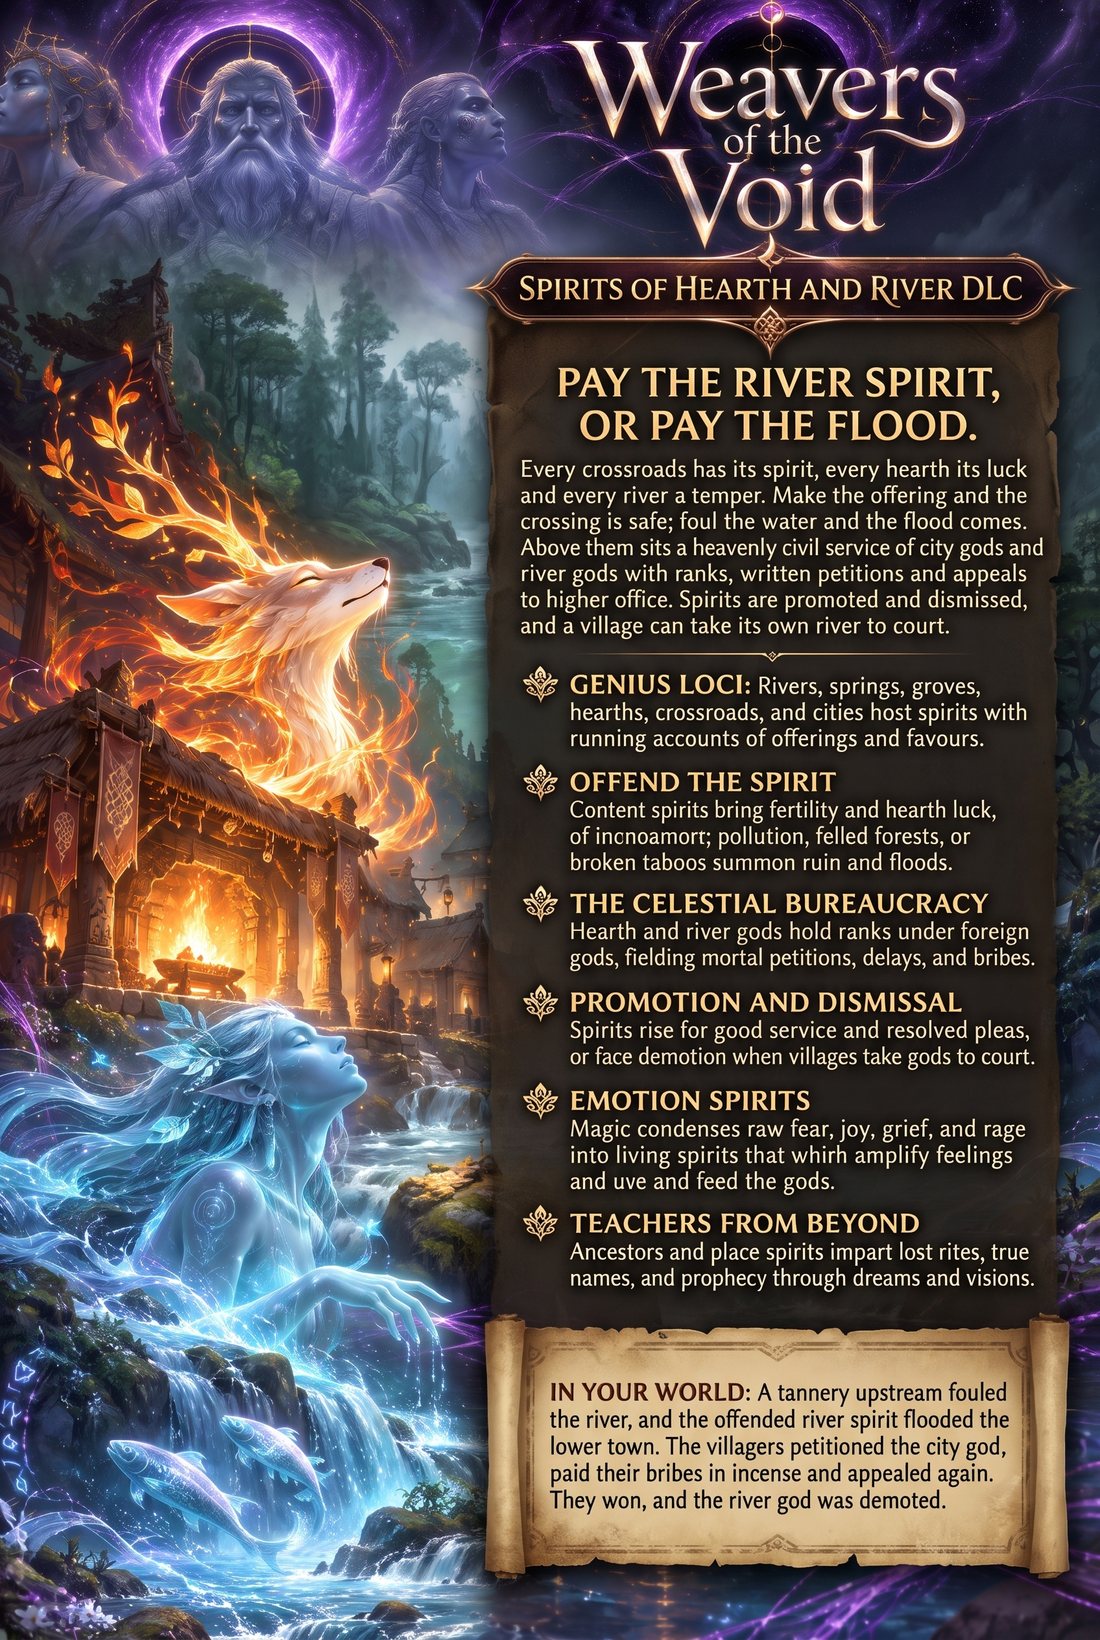 Weavers
of the
Void
SPIRITS OF HEARTH AND RIVER DLC
PAY THE RIVER SPIRIT,
OR PAY THE FLOOD.
Every crossroads has its spirit, every hearth its luck
and every river a temper. Make the offering and the
crossing is safe; foul the water and the flood comes.
Above them sits a heavenly civil service of city gods and
river gods with ranks, written petitions and appeals
to higher office. Spirits are promoted and dismissed,
and a village can take its own river to court.
GENIUS LOCI: Rivers, springs, groves,
hearths, crossroads, and cities host spirits with
running accounts of offerings and favours.
OFFEND THE SPIRIT
Content spirits bring fertility and hearth luck,
of incnoamort; pollution, felled forests, or
broken taboos summon ruin and floods.
THE CELESTIAL BUREAUCRACY
Hearth and river gods hold ranks under foreign
gods, fielding mortal petitions, delays, and bribes.
PROMOTION AND DISMISSAL
Spirits rise for good service and resolved pleas,
or face demotion when villages take gods to court.
EMOTION SPIRITS
Magic condenses raw fear, joy, grief, and rage
into living spirits that whirh amplify feelings
and uve and feed the gods.
TEACHERS FROM BEYOND
Ancestors and place spirits impart lost rites, true
names, and prophecy through dreams and visions.
IN YOUR WORLD: A tannery upstream fouled
the river, and the offended river spirit flooded the
lower town. The villagers petitioned the city god,
paid their bribes in incense and appealed again.
They won, and the river god was demoted.